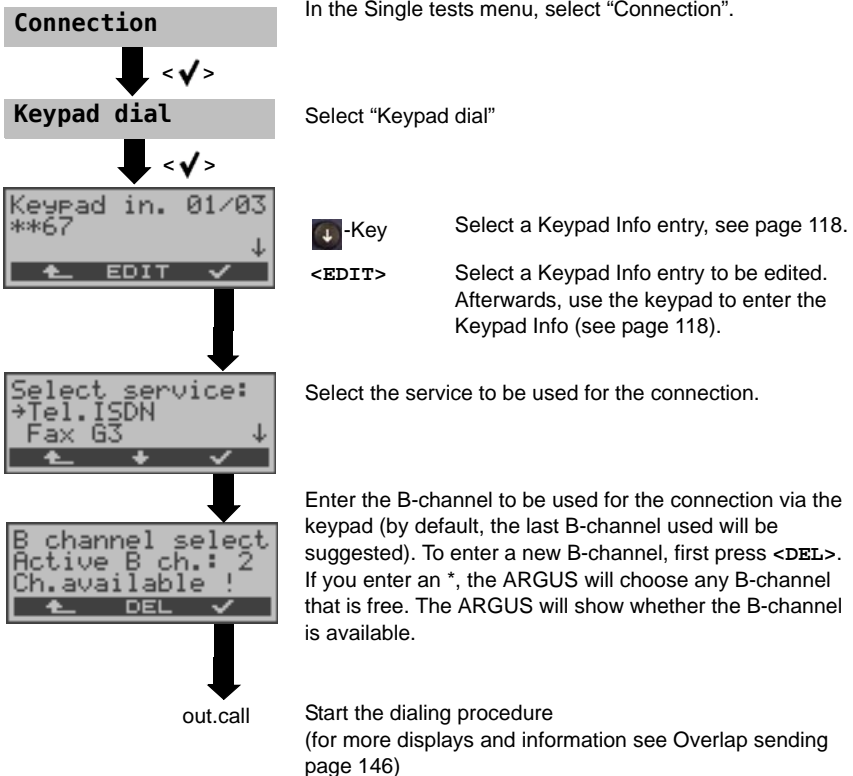 In the Single tests menu, select “Connection”.
Connection
<✓>
Keypad dial
Select “Keypad dial”
<✓>
Keypad in. 01/03
**67
↓
EDIT ✓
↓-Key Select a Keypad Info entry, see page 118.
<EDIT> Select a Keypad Info entry to be edited.
Afterwards, use the keypad to enter the
Keypad Info (see page 118).
Select service:
→Tel.ISDN
Fax G3 ↓
✓
Select the service to be used for the connection.
B channel select
Active B ch.: 2
Ch.available !
DEL ✓
Enter the B-channel to be used for the connection via the
keypad (by default, the last B-channel used will be
suggested). To enter a new B-channel, first press <DEL>.
If you enter an *, the ARGUS will choose any B-channel
that is free. The ARGUS will show whether the B-channel
is available.
out.call
Start the dialing procedure
(for more displays and information see Overlap sending
page 146)